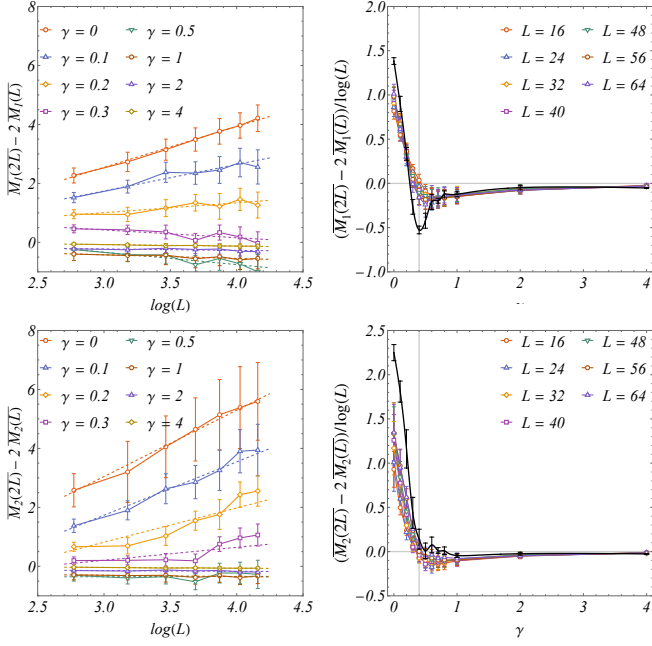 M₁(2L) − 2 M₁(L)
8
6
4
2
0
γ = 0
γ = 0.1
γ = 0.2
γ = 0.3
γ = 0.5
γ = 1
γ = 2
γ = 4
2.5 3.0 3.5 4.0 4.5
log(L)
(M₁(2L) − 2 M₁(L))/log(L)
2.0
1.5
1.0
0.5
0.0
−0.5
−1.0
L = 16
L = 24
L = 32
L = 40
L = 48
L = 56
L = 64
0 1 2 3 4
M₂(2L) − 2 M₂(L)
8
6
4
2
0
γ = 0
γ = 0.1
γ = 0.2
γ = 0.3
γ = 0.5
γ = 1
γ = 2
γ = 4
2.5 3.0 3.5 4.0 4.5
log(L)
(M₂(2L) − 2 M₂(L))/log(L)
2.5
2.0
1.5
1.0
0.5
0.0
−0.5
L = 16
L = 24
L = 32
L = 40
L = 48
L = 56
L = 64
0 1 2 3 4
γ